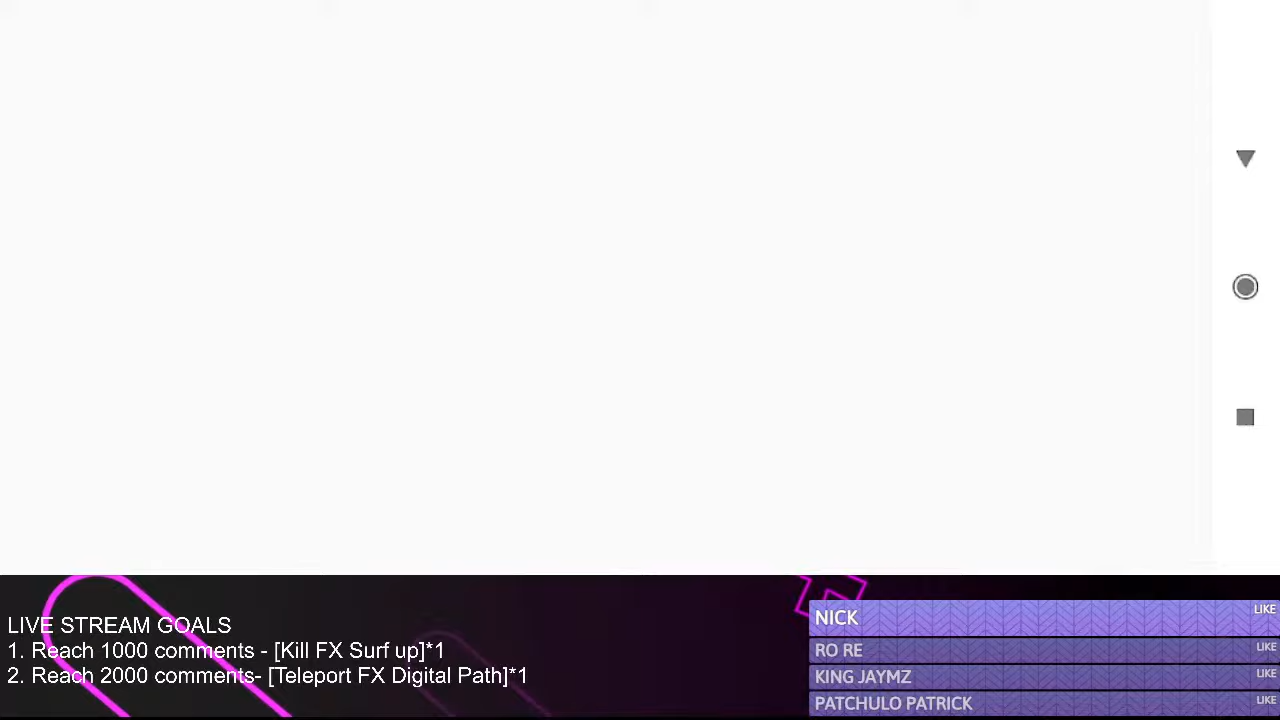 LIVE STREAM GOALS
1. Reach 1000 comments - [Kill FX Surf up]*1
2. Reach 2000 comments- [Teleport FX Digital Path]*1
NICK LIKE
RO RE LIKE
KING JAYMZ LIKE
PATCHULO PATRICK LIKE